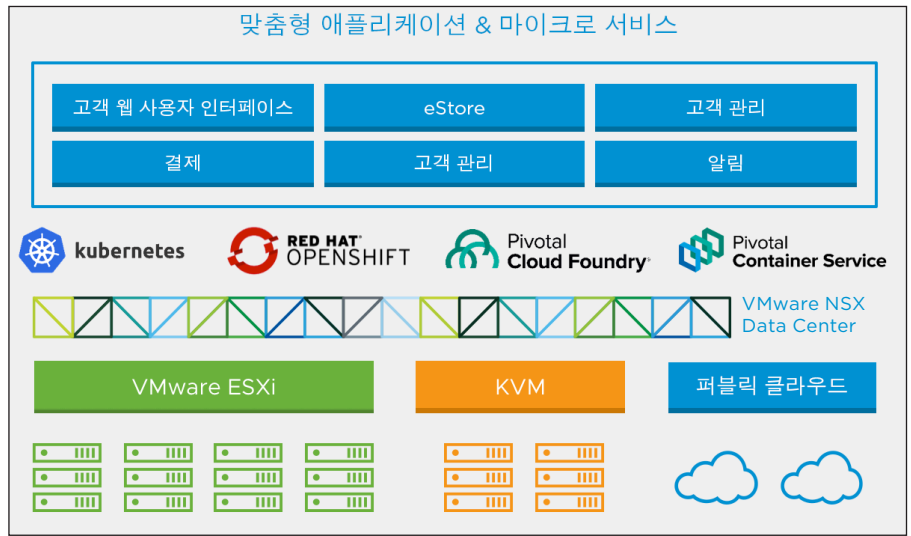 맞춤형 애플리케이션 & 마이크로 서비스
고객 웹 사용자 인터페이스
eStore
고객 관리
결제
고객 관리
알림
kubernetes
RED HAT
OPENSHIFT
Pivotal
Cloud Foundry
Pivotal
Container Service
VMware NSX
Data Center
VMware ESXi
KVM
퍼블릭 클라우드